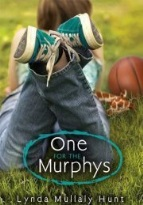 One
FOR THE
Murphys
Lynda Mullaly Hunt